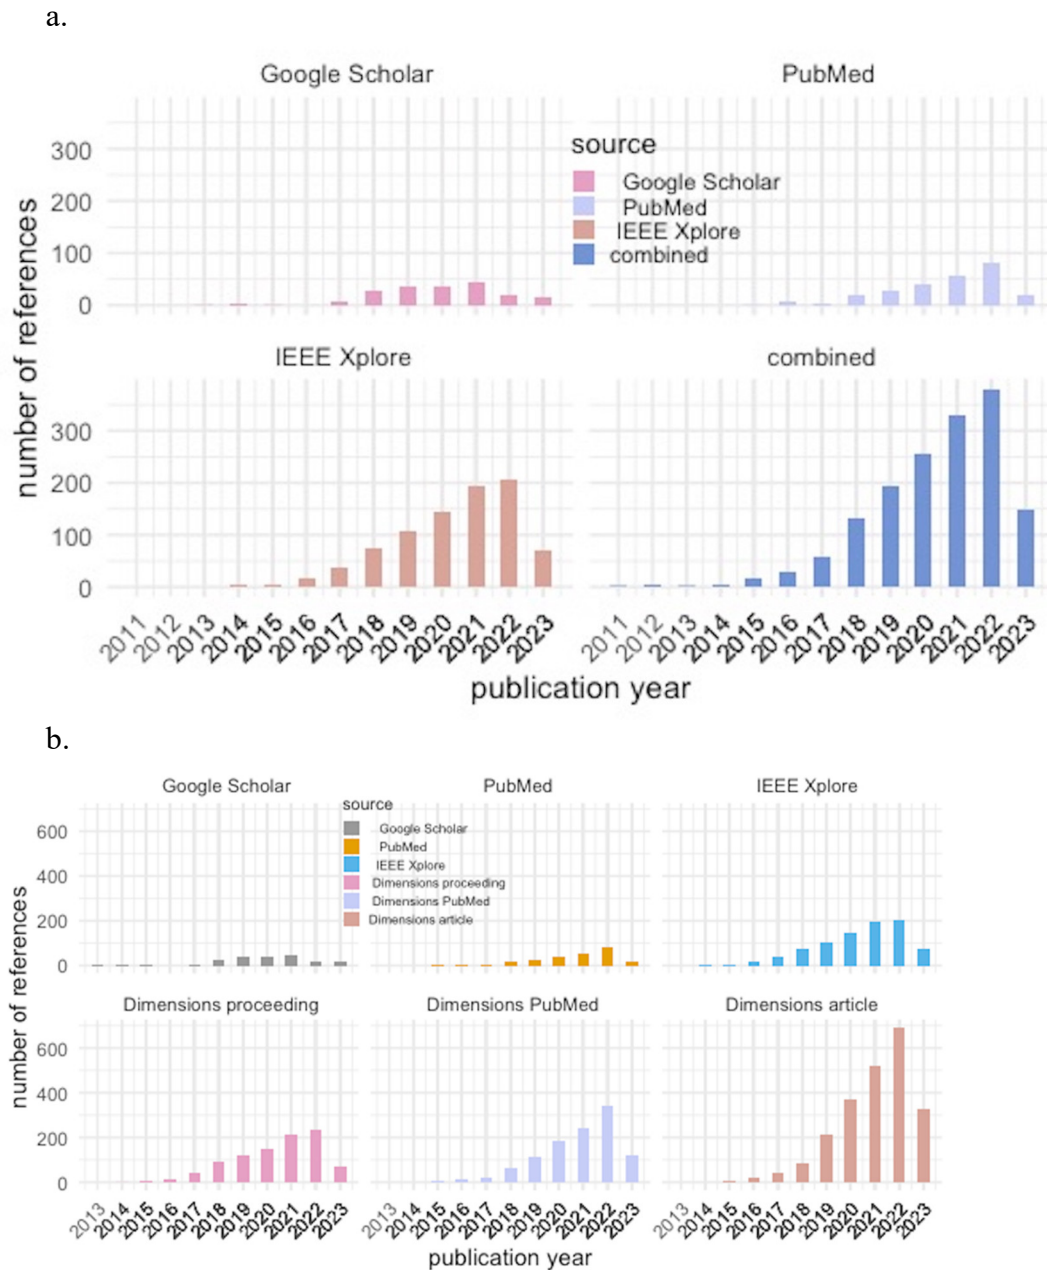 a.
Google Scholar
PubMed
source
Google Scholar
PubMed
IEEE Xplore
combined
300
200
100
0
IEEE Xplore
combined
300
200
100
0
number of references
2011 2012 2013 2014 2015 2016 2017 2018 2019 2020 2021 2022 2023
2011 2012 2013 2014 2015 2016 2017 2018 2019 2020 2021 2022 2023
publication year
b.
Google Scholar
PubMed
IEEE Xplore
source
Google Scholar
PubMed
IEEE Xplore
Dimensions proceeding
Dimensions PubMed
Dimensions article
600
400
200
0
Dimensions proceeding
Dimensions PubMed
Dimensions article
600
400
200
0
number of references
2013 2014 2015 2016 2017 2018 2019 2020 2021 2022 2023
2013 2014 2015 2016 2017 2018 2019 2020 2021 2022 2023
2013 2014 2015 2016 2017 2018 2019 2020 2021 2022 2023
publication year